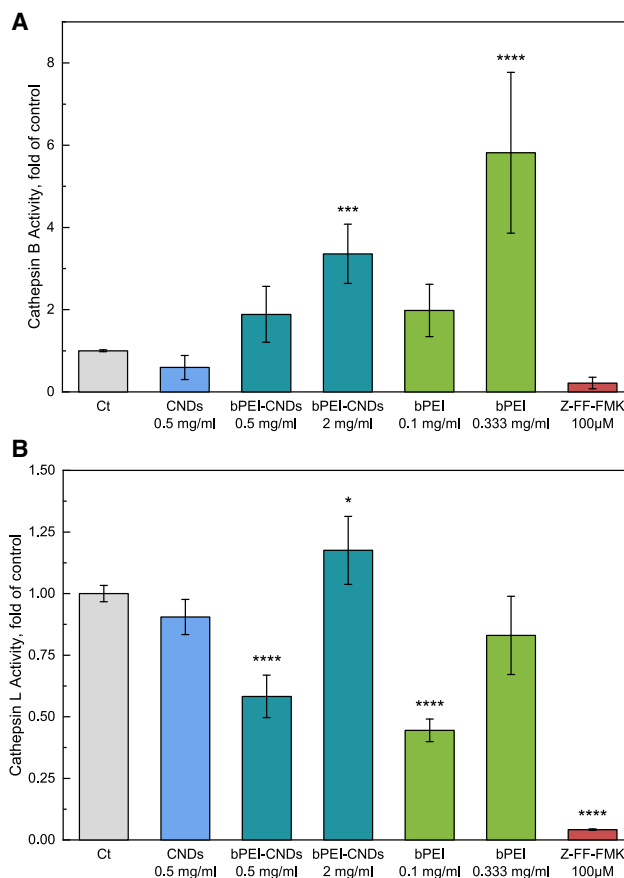 A
Cathepsin B Activity, fold of control
8
6
4
2
0
****
***
Ct
CNDs
0.5 mg/ml
bPEI-CNDs
0.5 mg/ml
bPEI-CNDs
2 mg/ml
bPEI
0.1 mg/ml
bPEI
0.333 mg/ml
Z-FF-FMK
100µM
B
Cathepsin L Activity, fold of control
1.50
1.25
1.00
0.75
0.50
0.25
0.00
*
****
****
****
Ct
CNDs
0.5 mg/ml
bPEI-CNDs
0.5 mg/ml
bPEI-CNDs
2 mg/ml
bPEI
0.1 mg/ml
bPEI
0.333 mg/ml
Z-FF-FMK
100µM